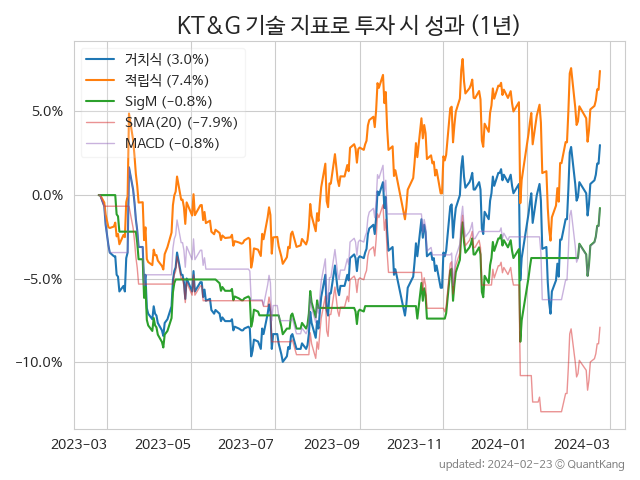 KT&G 기술 지표로 투자 시 성과 (1년)
거치식 (3.0%)
적립식 (7.4%)
SigM (−0.8%)
SMA(20) (−7.9%)
MACD (−0.8%)
5.0%
0.0%
−5.0%
−10.0%
2023-03 2023-05 2023-07 2023-09 2023-11 2024-01 2024-03
updated: 2024-02-23 © QuantKang